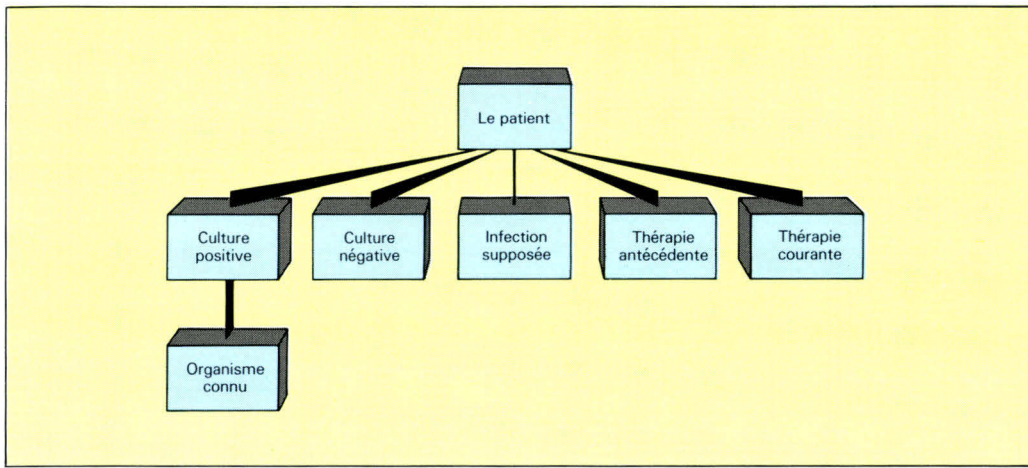 Le patient
Culture
positive
Culture
négative
Infection
supposée
Thérapie
antécédente
Thérapie
courante
Organisme
connu